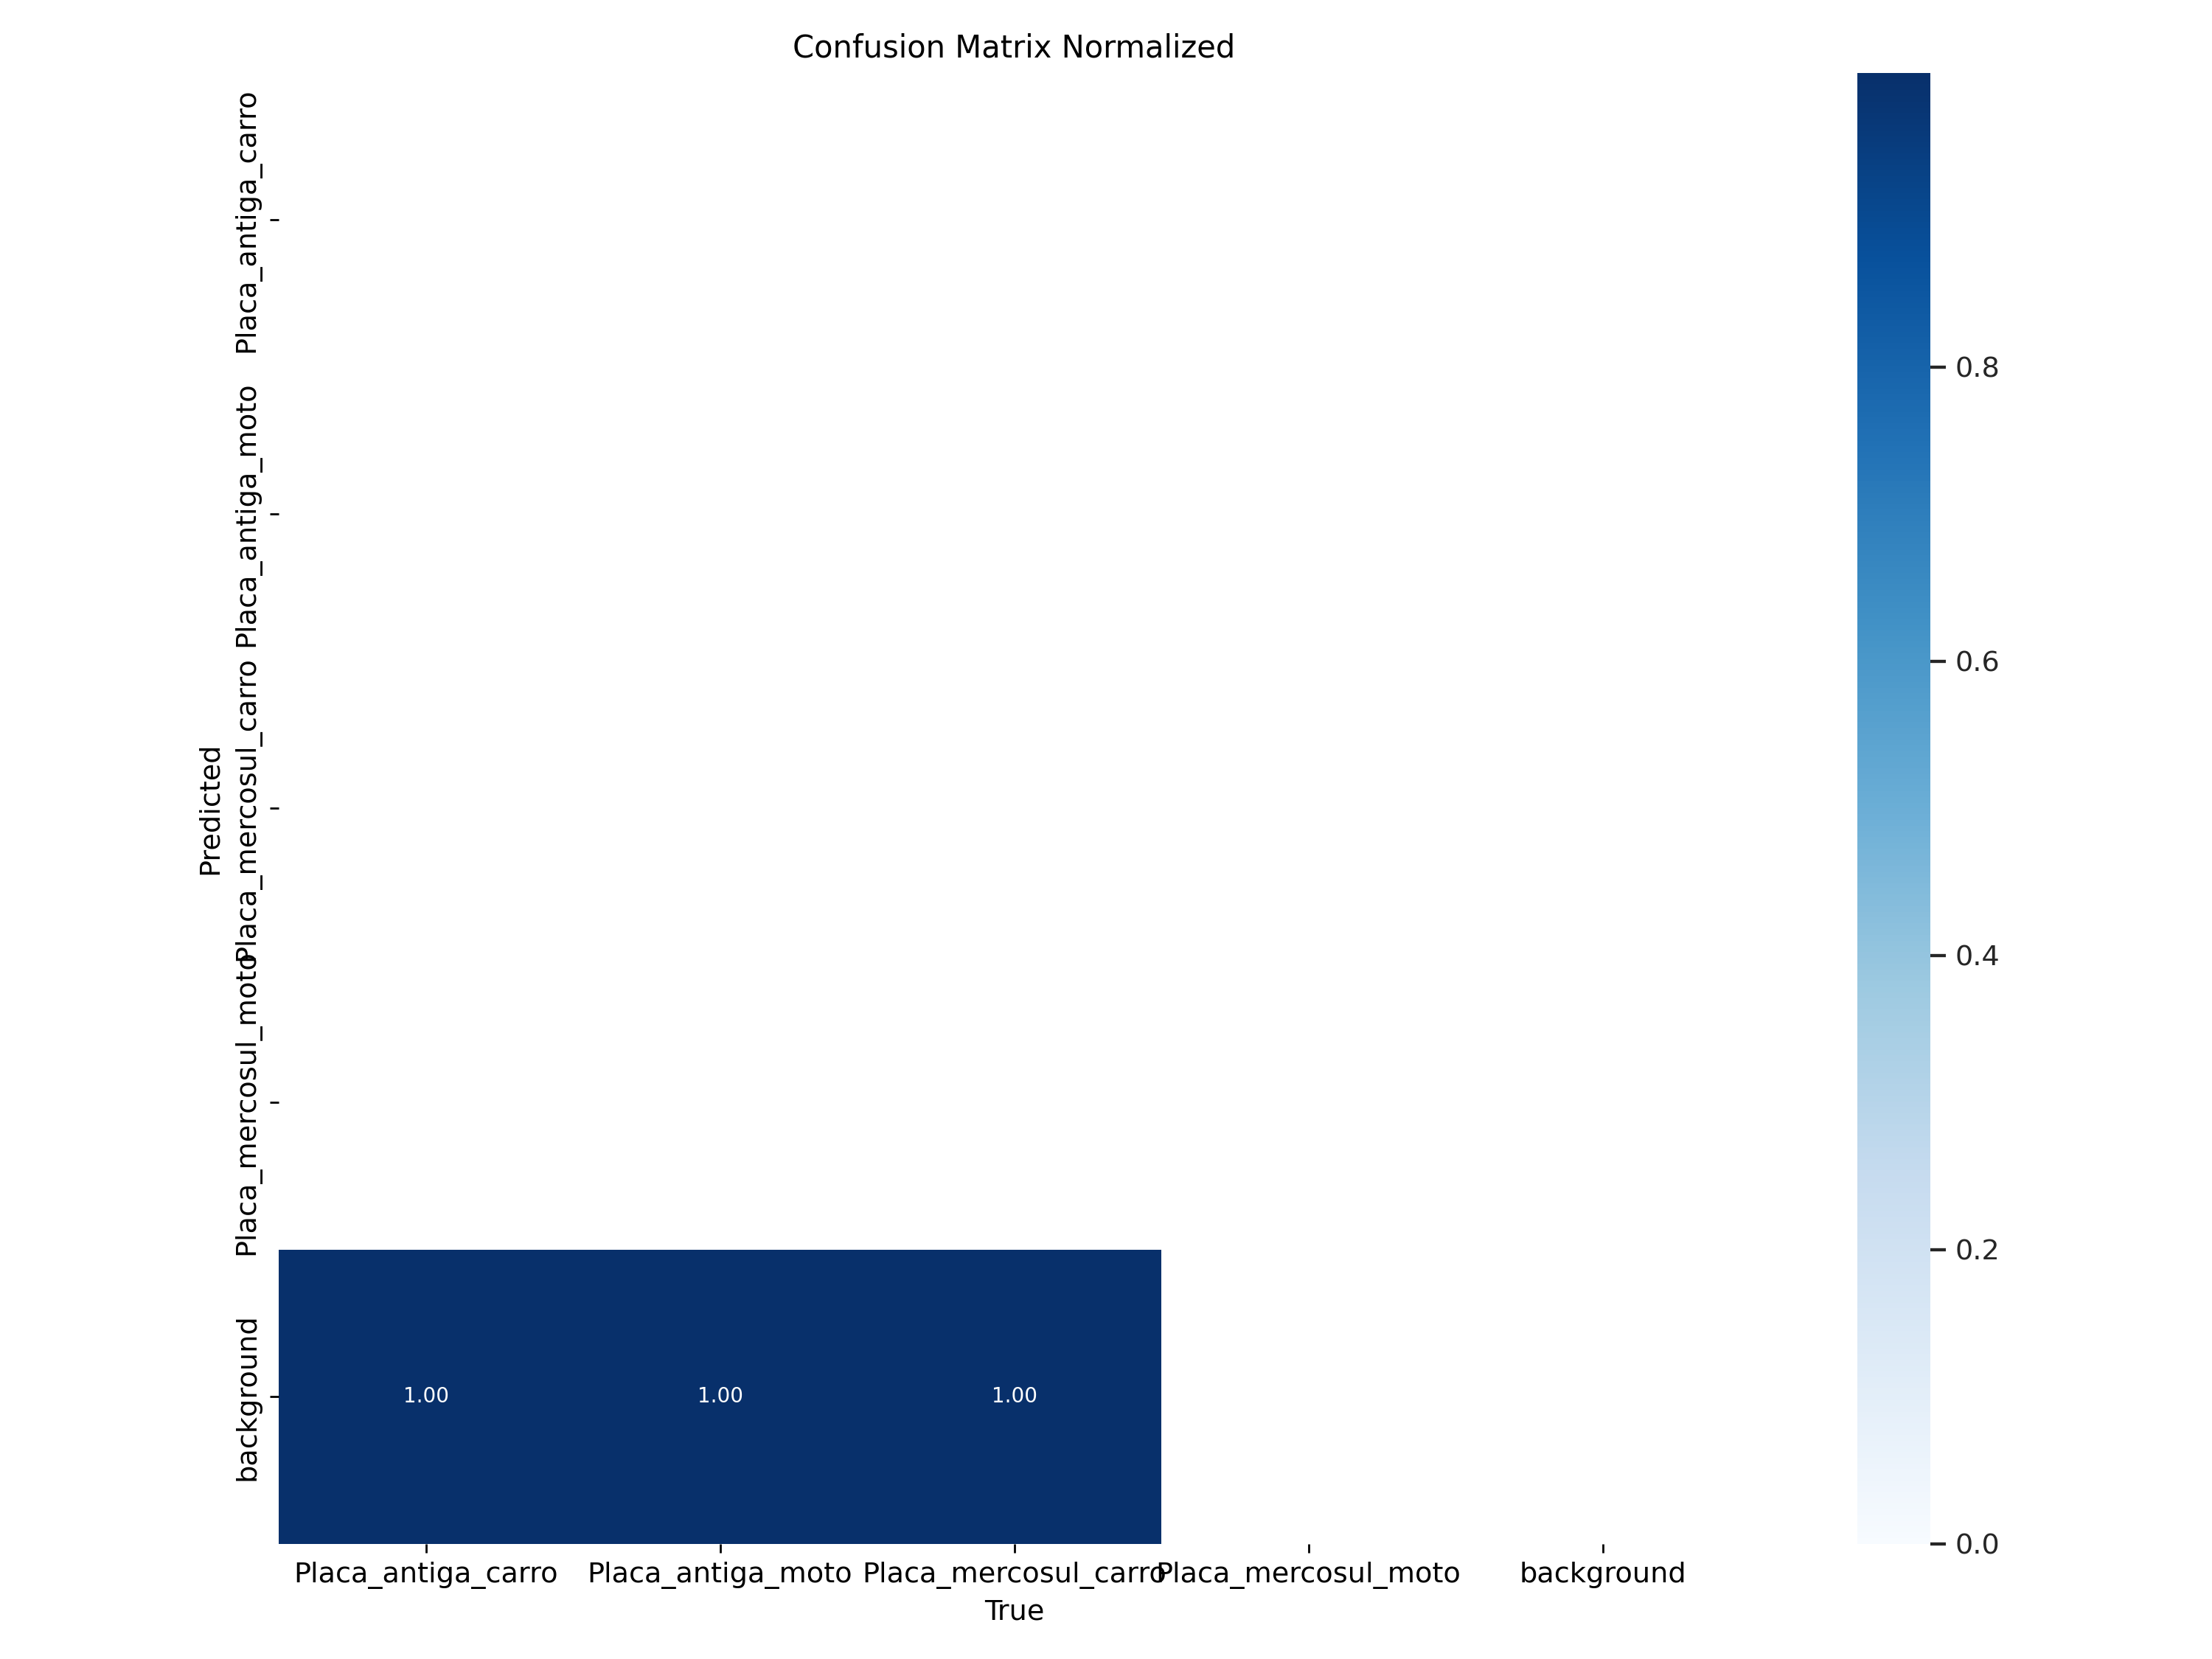 Confusion Matrix Normalized
Placa_antiga_carro
Placa_antiga_moto
Placa_mercosul_carro
Placa_mercosul_moto
background
Predicted
1.00 1.00 1.00
Placa_antiga_carro Placa_antiga_moto Placa_mercosul_carro Placa_mercosul_moto background
True
0.8
0.6
0.4
0.2
0.0